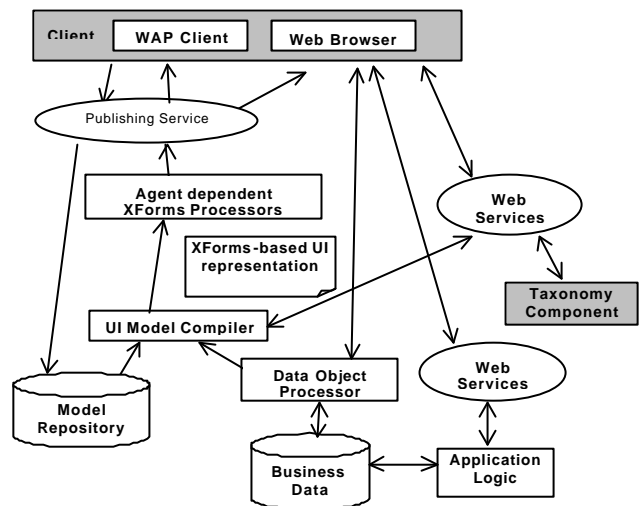 Client
WAP Client
Web Browser
Publishing Service
Agent dependent
XForms Processors
Web
Services
XForms-based UI
representation
Taxonomy
Component
UI Model Compiler
Data Object
Processor
Web
Services
Model
Repository
Business
Data
Application
Logic